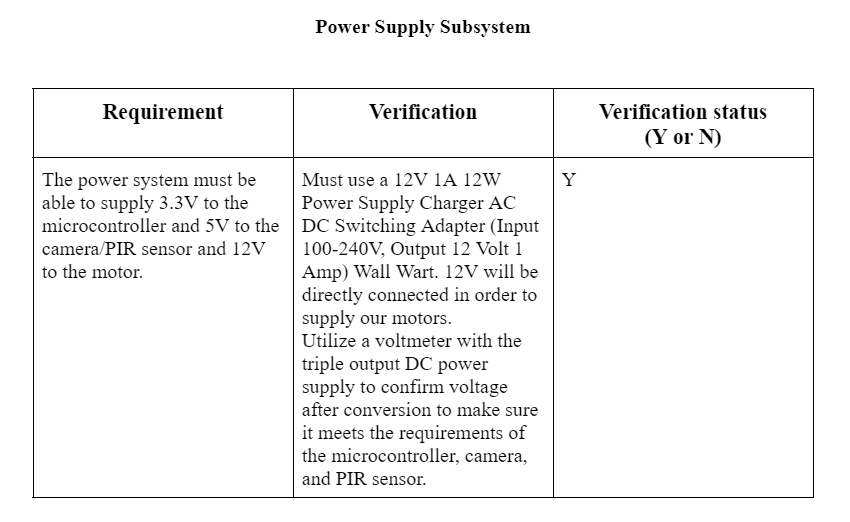 Power Supply Subsystem
Requirement
Verification
Verification status
(Y or N)
The power system must be
able to supply 3.3V to the
microcontroller and 5V to the
camera/PIR sensor and 12V
to the motor.
Must use a 12V 1A 12W
Power Supply Charger AC
DC Switching Adapter (Input
100-240V, Output 12 Volt 1
Amp) Wall Wart. 12V will be
directly connected in order to
supply our motors.
Utilize a voltmeter with the
triple output DC power
supply to confirm voltage
after conversion to make sure
it meets the requirements of
the microcontroller, camera,
and PIR sensor.
Y